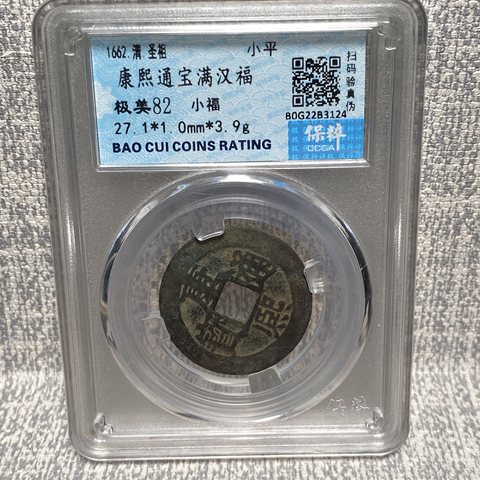 1662.清.圣祖 小平
康熙通宝满汉福
极美82 小福
27.1*1.0mm*3.9g
BAO CUI COINS RATING
扫码验真伪
B0G22B3124
保粹
CCGA
康熙通